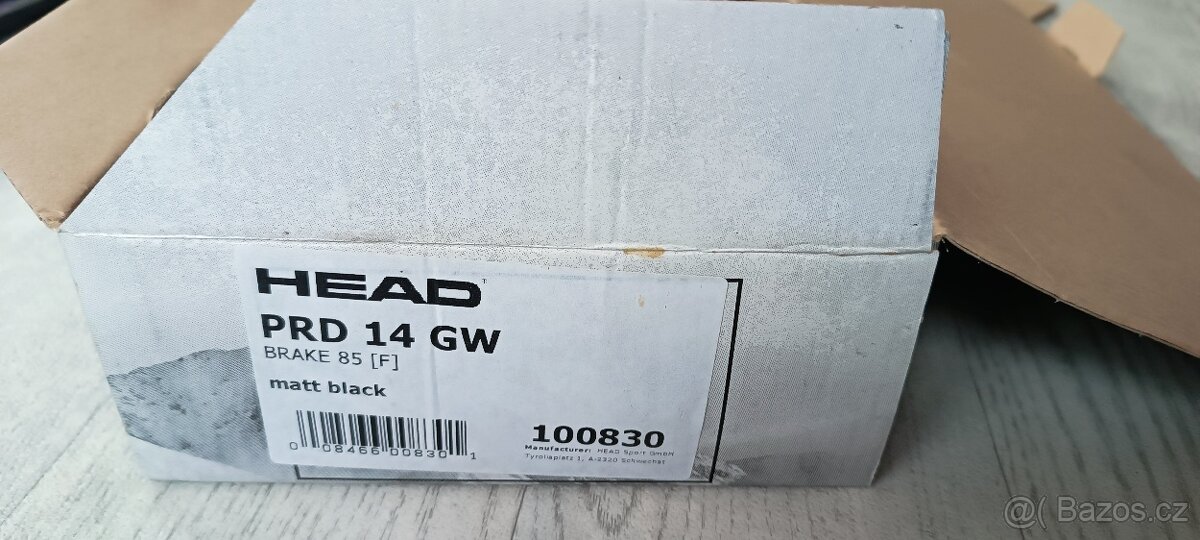 HEAD
PRD 14 GW
BRAKE 85 [F]
matt black
0 08466 00830 1
100830
Manufacturer: HEAD Sport GmbH
Tyroliaplatz 1, A-2320 Schwechat
@( Bazos.cz